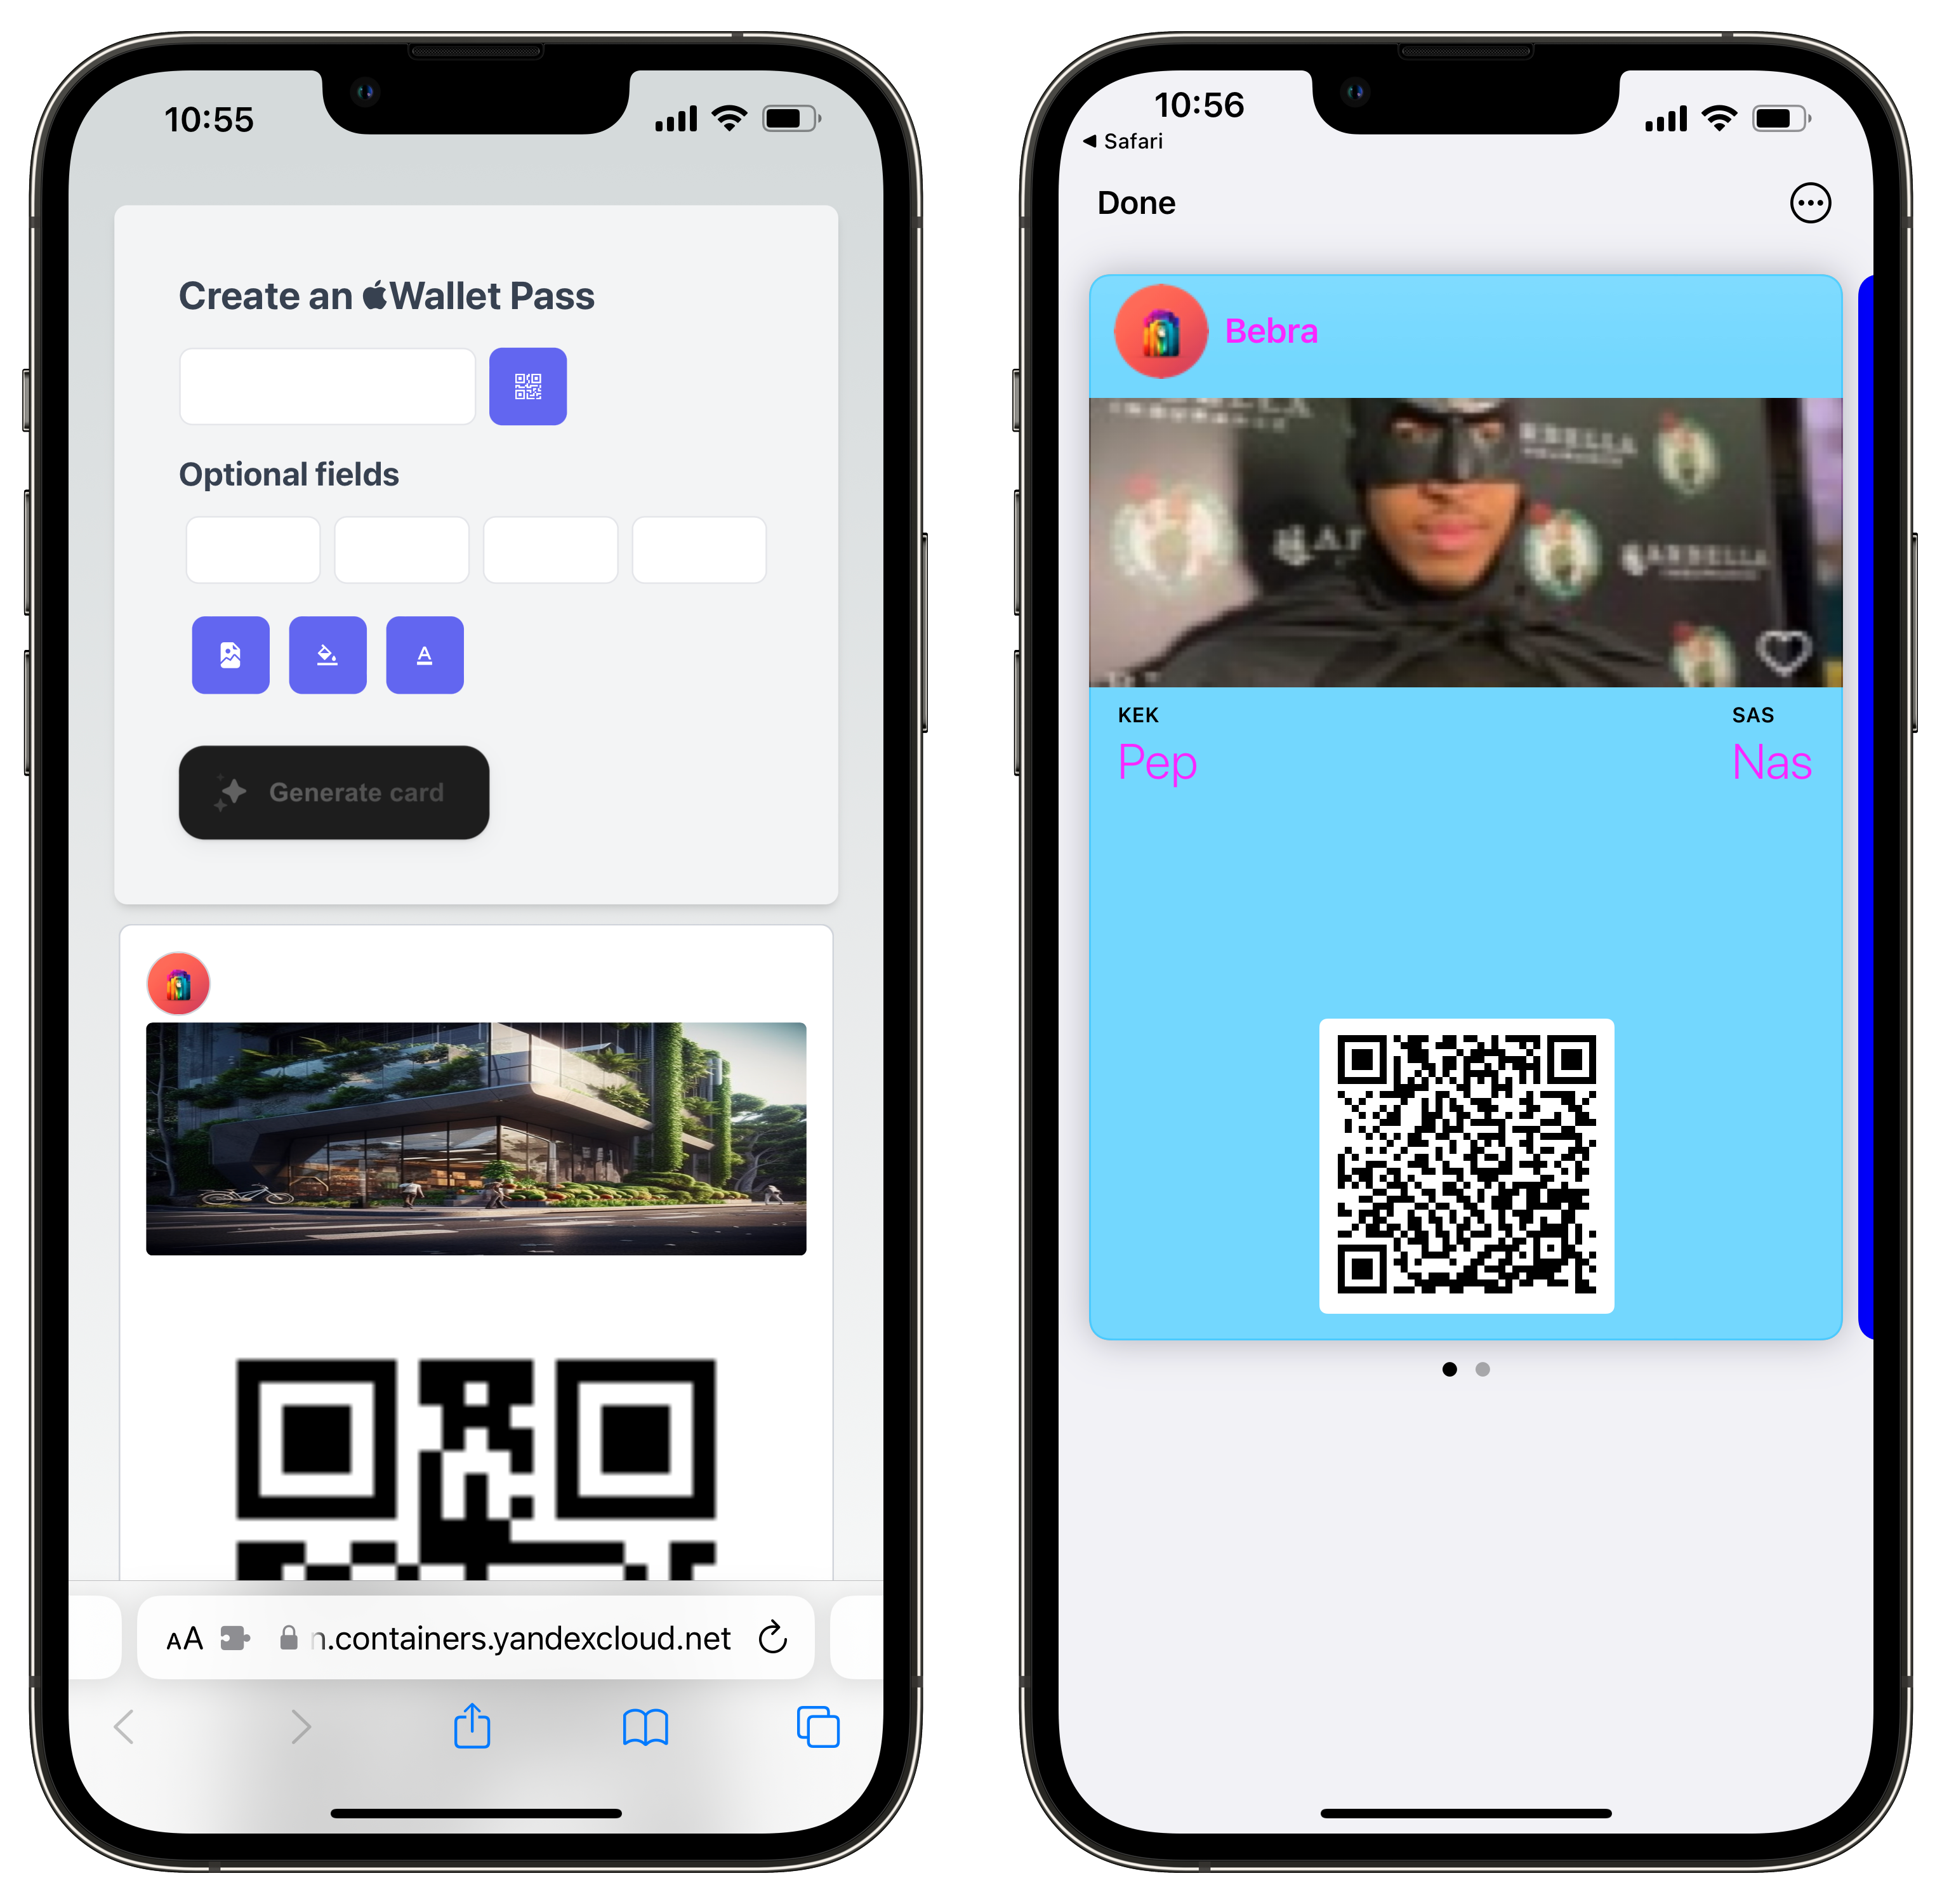 10:55
Create an Wallet Pass
Optional fields
A
Generate card
AA n.containers.yandexcloud.net
10:56
Safari
Done
Bebra
ARBELLA
KEK SAS
Pep Nas